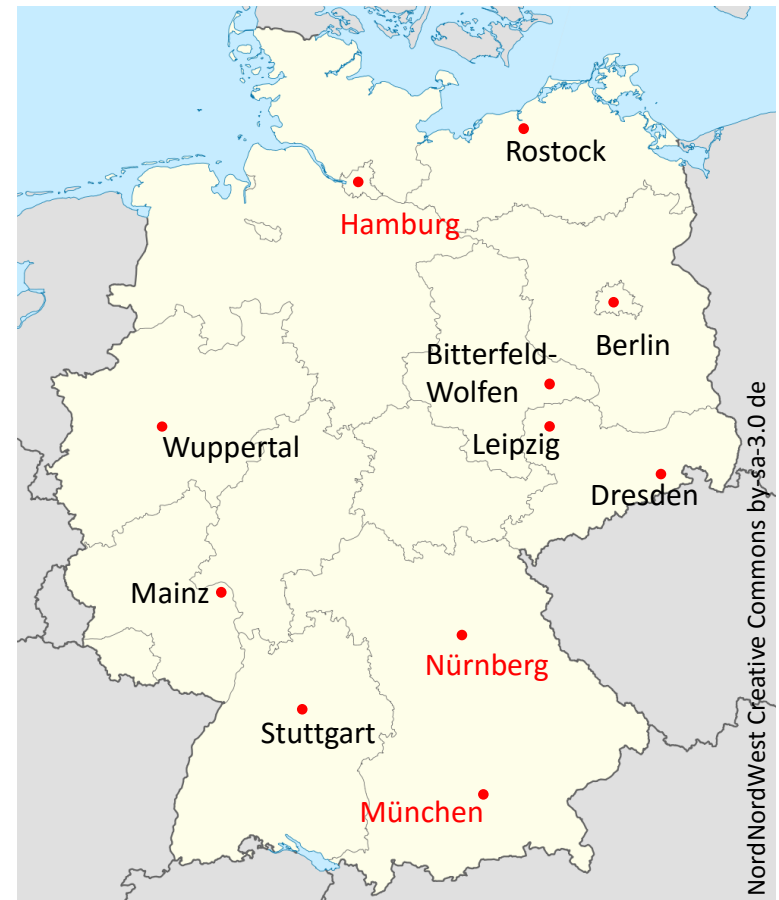 Rostock
Hamburg
Berlin
Bitterfeld-
Wolfen
Wuppertal
Leipzig
Dresden
Mainz
Nürnberg
Stuttgart
München
NordNordWest Creative Commons by-sa-3.0 de